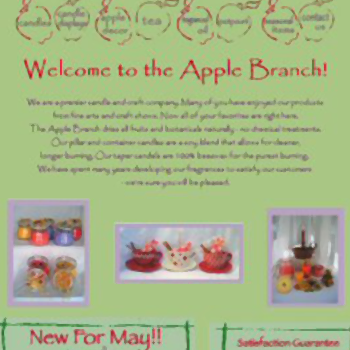 candles
candle
apple
decor
tea
oil
potpourri
seasonal
items
contact
us
Welcome to the Apple Branch!
We are a premier candle and craft company. Many of you have enjoyed our products
from fine arts and craft shows. Now all of your favorites are right here.
The Apple Branch dries all fruits and botanicals naturally - no chemical treatments.
Our pillar and container candles are a soy blend that allows for cleaner,
longer burning. Our taper candles are 100% beeswax for the purest burning.
We have spent many years developing our fragrances to satisfy our customers
- we're sure you will be pleased.
New For May!!
Satisfaction Guarantee